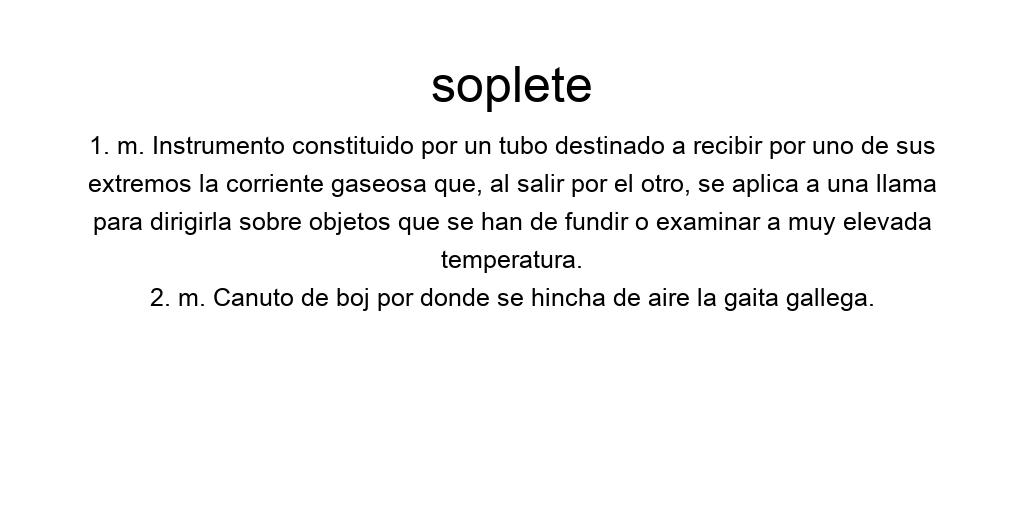 soplete
1. m. Instrumento constituido por un tubo destinado a recibir por uno de sus
extremos la corriente gaseosa que, al salir por el otro, se aplica a una llama
para dirigirla sobre objetos que se han de fundir o examinar a muy elevada
temperatura.
2. m. Canuto de boj por donde se hincha de aire la gaita gallega.